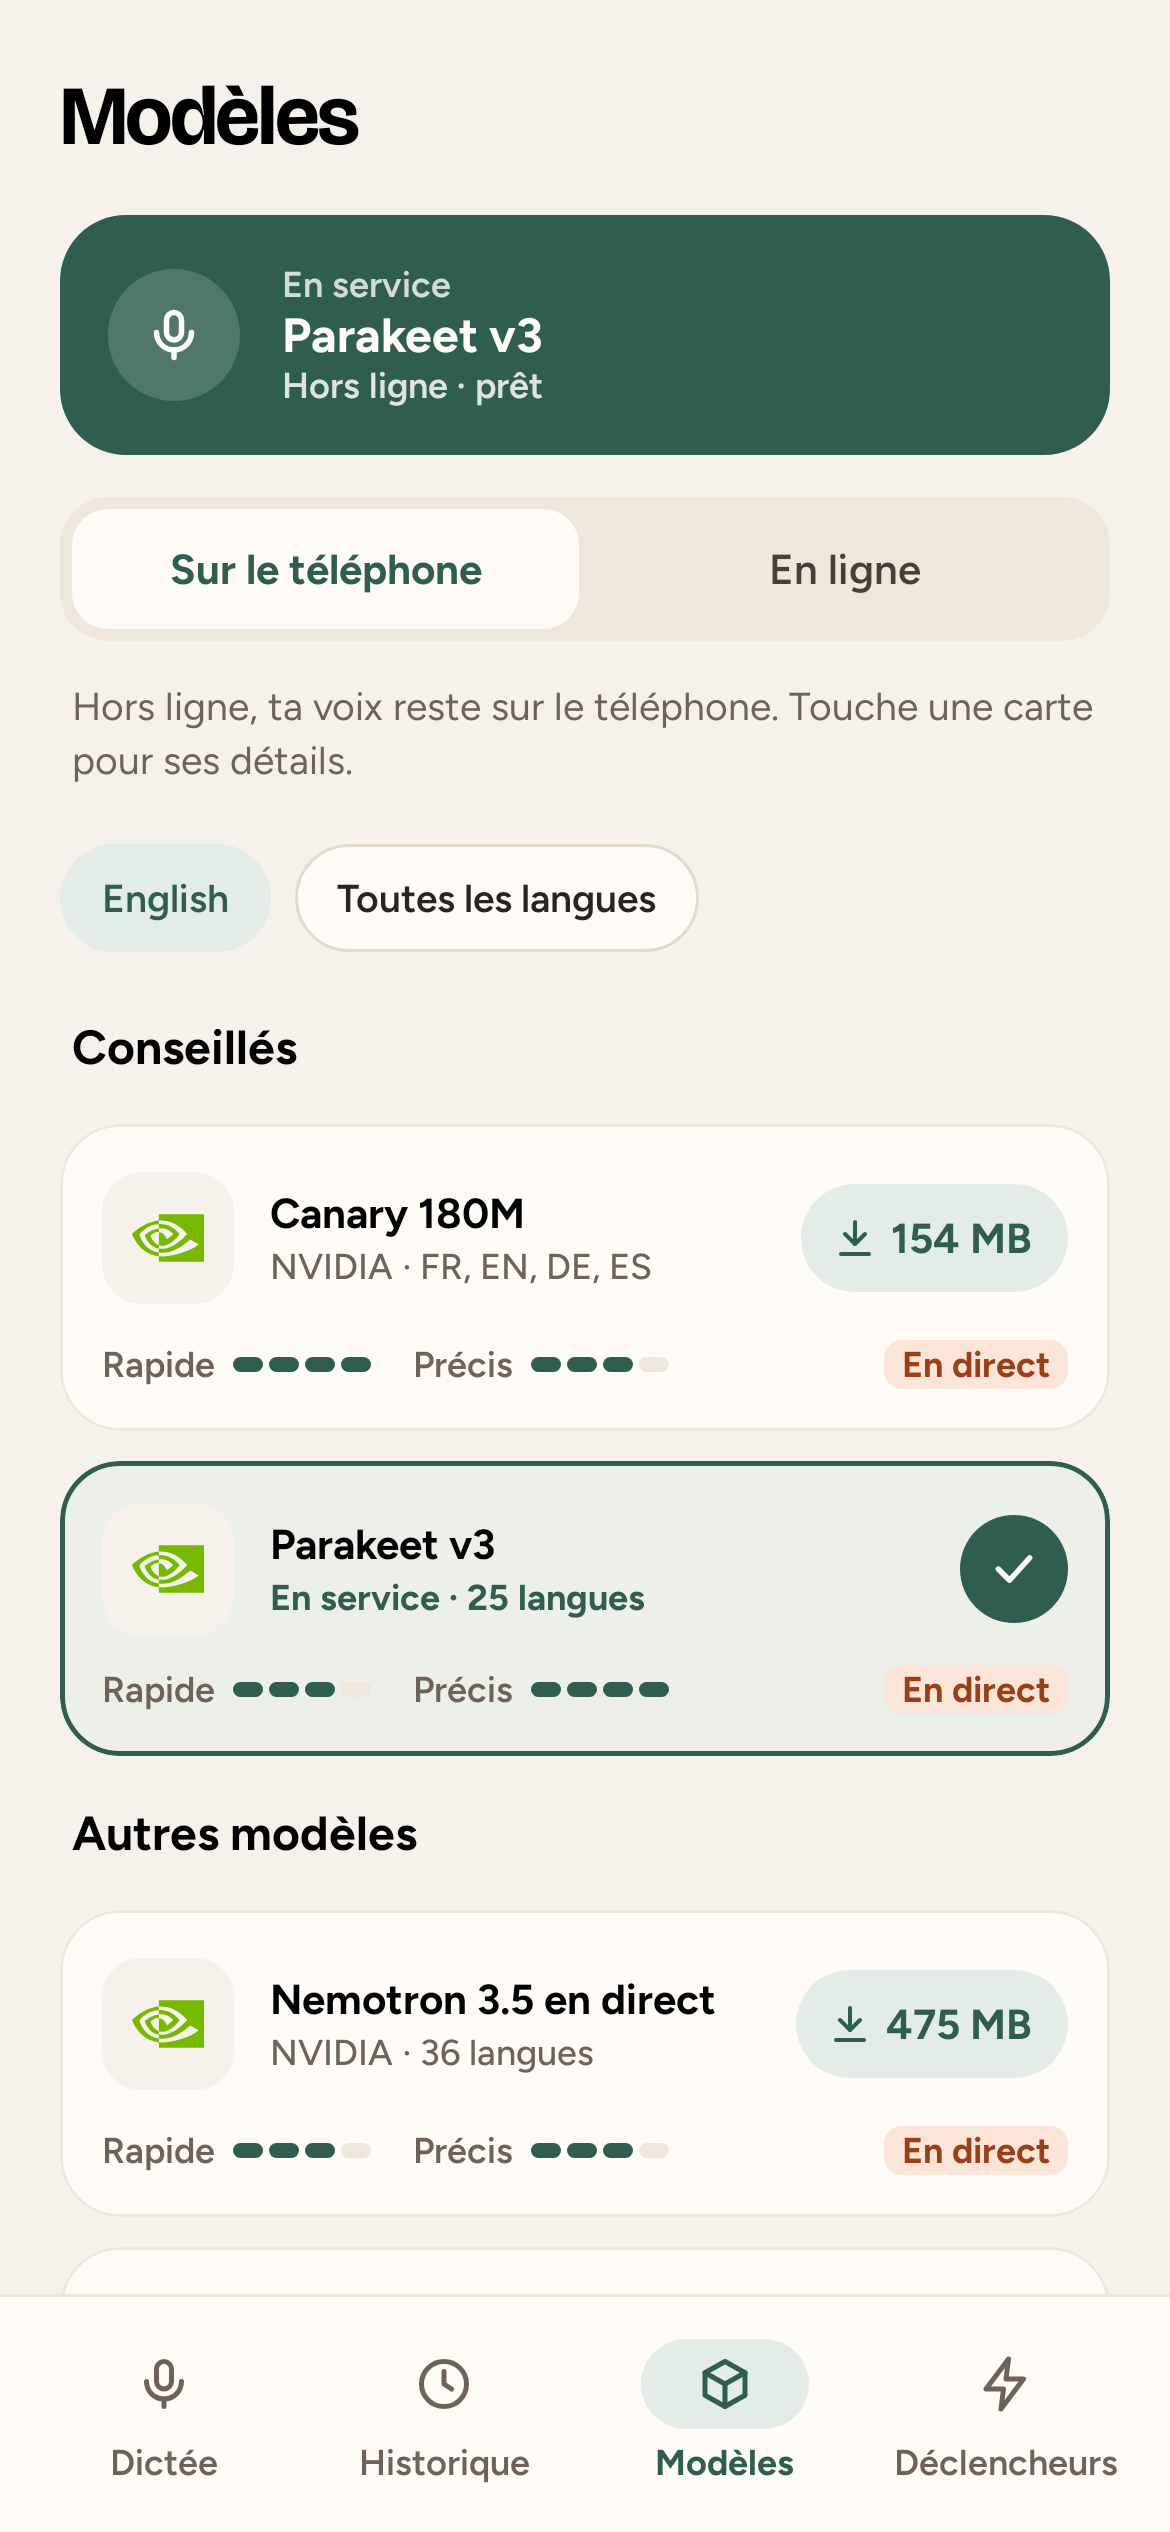 Modèles
En service
Parakeet v3
Hors ligne · prêt
Sur le téléphone
En ligne
Hors ligne, ta voix reste sur le téléphone. Touche une carte
pour ses détails.
English
Toutes les langues
Conseillés
Canary 180M
NVIDIA · FR, EN, DE, ES
154 MB
Rapide
Précis
En direct
Parakeet v3
En service · 25 langues
Rapide
Précis
En direct
Autres modèles
Nemotron 3.5 en direct
NVIDIA · 36 langues
475 MB
Rapide
Précis
En direct
Dictée
Historique
Modèles
Déclencheurs